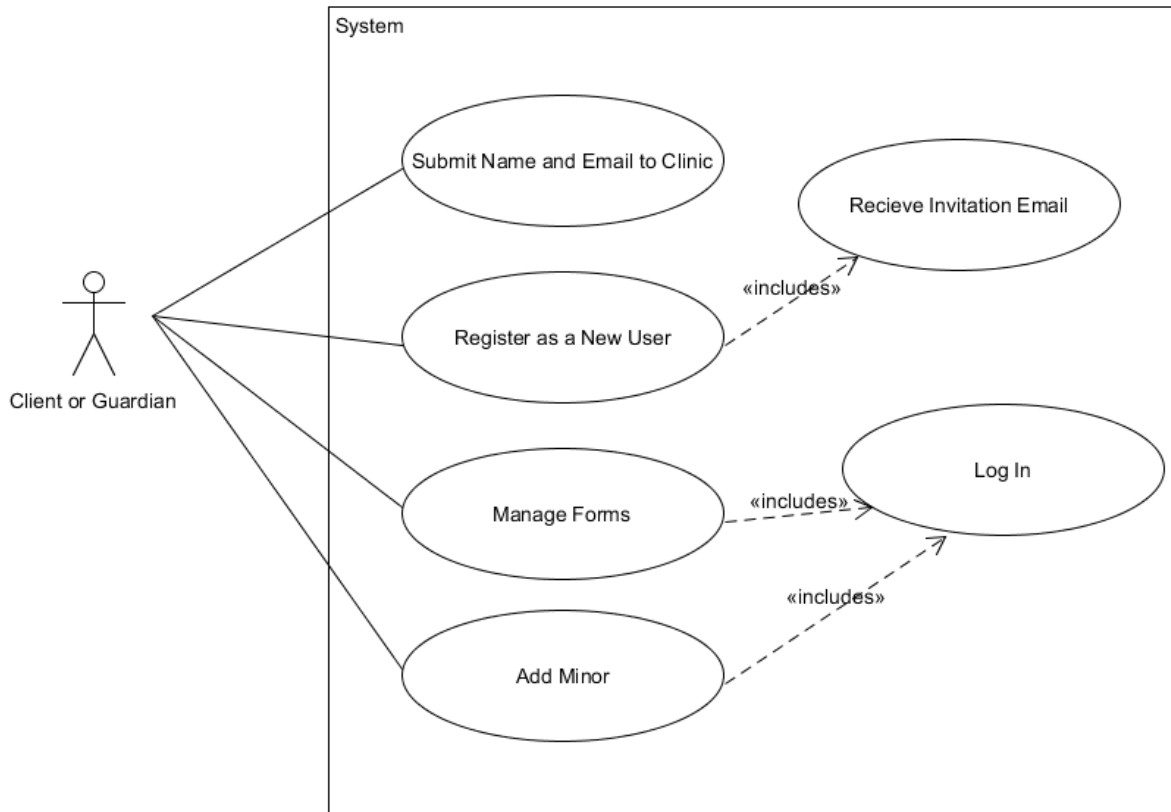 System
Submit Name and Email to Clinic
Recieve Invitation Email
«includes»
Register as a New User
Client or Guardian
Log In
«includes»
Manage Forms
«includes»
Add Minor